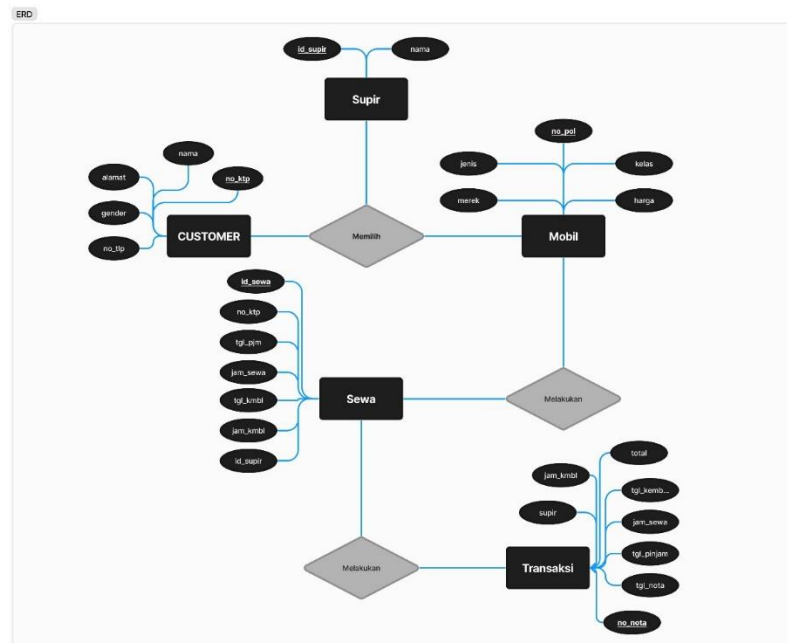 ERD
id_supir
nama
Supir
nama
alamat
no_ktp
gender
no_tlp
CUSTOMER
Memilih
no_pol
jenis
kelas
merek
harga
Mobil
id_sewa
no_ktp
tgl_pjm
jam_sewa
tgl_kmbl
jam_kmbl
id_supir
Sewa
Melakukan
Melakukan
total
jam_kmbl
tgl_kemb...
supir
jam_sewa
tgl_pinjam
tgl_nota
no_nota
Transaksi